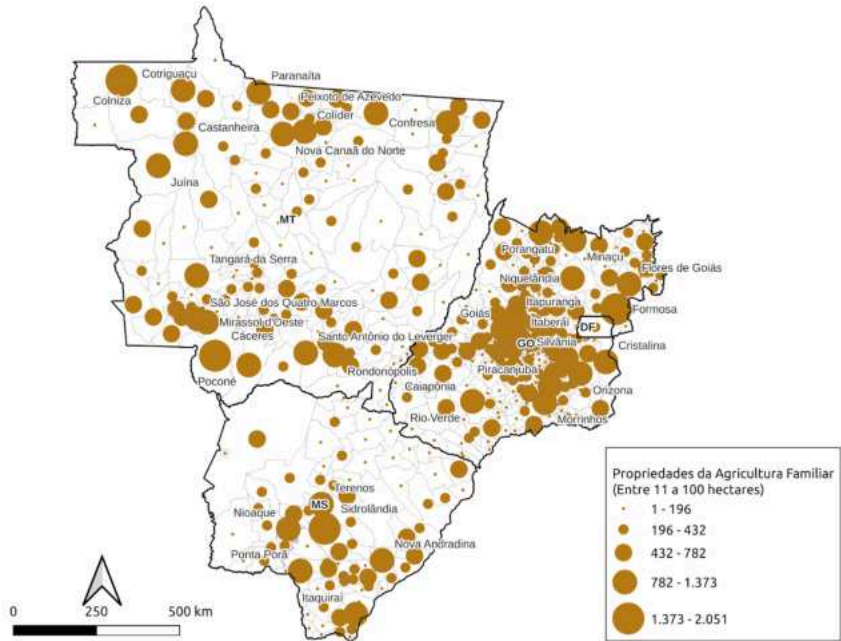 Cotriguaçu
Paranaíta
Colniza
Peixoto de Azevedo
Colíder
Confresa
Castanheira
Nova Canaã do Norte
Juína
MT
Porangatu
Minaçu
Tangará da Serra
Niquelândia
Flores de Goiás
São José dos Quatro Marcos
Itapuranga
Formosa
Mirassol d'Oeste
Goiás
Itaberaí
DF
Cáceres
Santo Antônio do Leverger
GO
Silvânia
Cristalina
Poconé
Rondonópolis
Piracanjuba
Caiapônia
Orizona
Rio Verde
Morrinhos
Terenos
MS
Sidrolândia
Nioaque
Ponta Porã
Nova Andradina
Itaquiraí
0 250 500 km
Propriedades da Agricultura Familiar
(Entre 11 a 100 hectares)
1 - 196
196 - 432
432 - 782
782 - 1.373
1.373 - 2.051